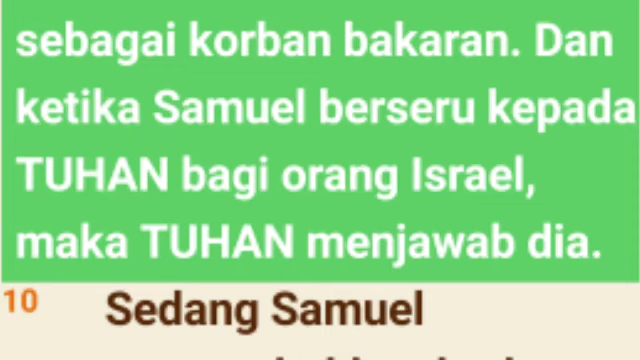 sebagai korban bakaran. Dan
ketika Samuel berseru kepada
TUHAN bagi orang Israel,
maka TUHAN menjawab dia.
10 Sedang Samuel